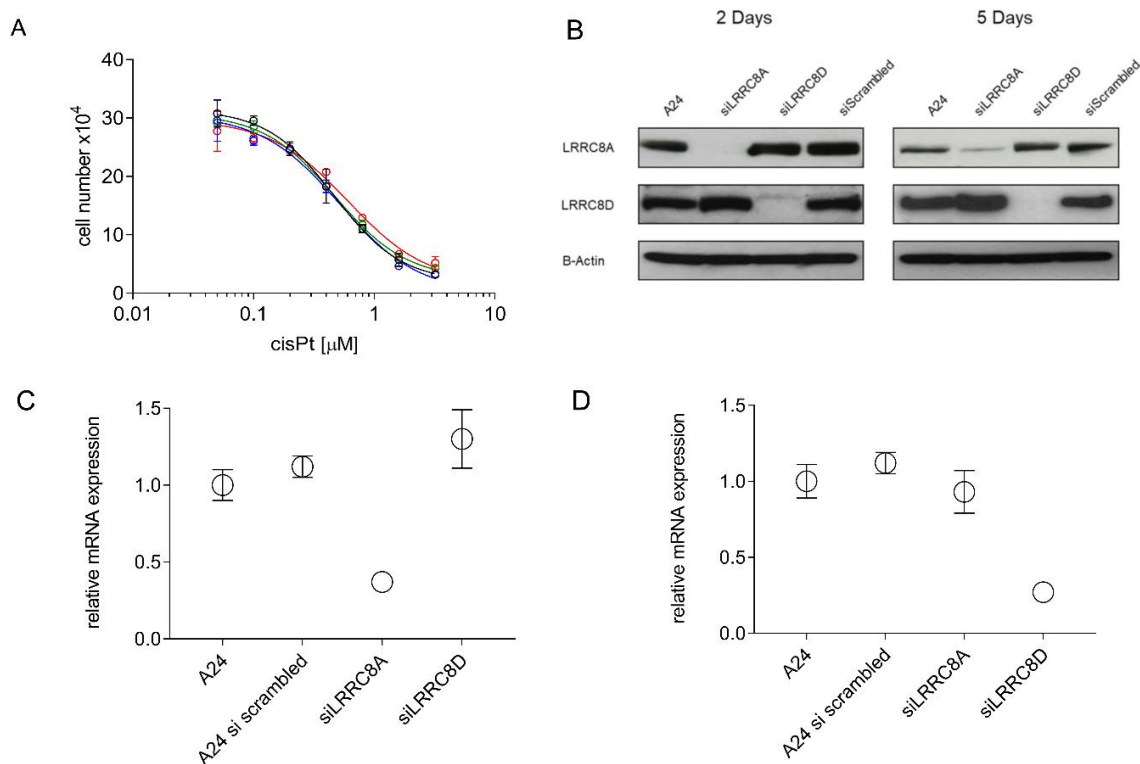 A
cell number x10⁴
40
30
20
10
0
0.01
0.1
1
10
cisPt [μM]
B
2 Days
5 Days
A24
siLRRC8A
siLRRC8D
siScrambled
A24
siLRRC8A
siLRRC8D
siScrambled
LRRC8A
LRRC8D
B-Actin
C
relative mRNA expression
1.5
1.0
0.5
0.0
A24
A24 si scrambled
siLRRC8A
siLRRC8D
D
relative mRNA expression
1.5
1.0
0.5
0.0
A24
A24 si scrambled
siLRRC8A
siLRRC8D